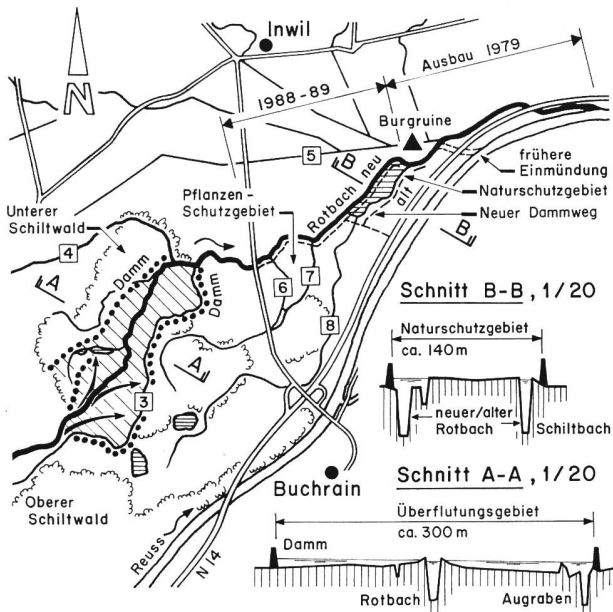 N
Inwil
1988-89
Ausbau 1979
Burgruine
5
B
frühere
Einmündung
Rotbach neu
alt
Naturschutzgebiet
Neuer Dammweg
B
Pflanzen-
Schutzgebiet
Unterer
Schiltwald
4
A
Damm
Damm
6
7
8
A
3
Oberer
Schiltwald
Reuss
N 14
Buchrain
Schnitt B-B, 1/20
Naturschutzgebiet
ca. 140m
neuer/alter
Rotbach
Schiltbach
Schnitt A-A, 1/20
Überflutungsgebiet
ca. 300m
Damm
Rotbach
Augraben